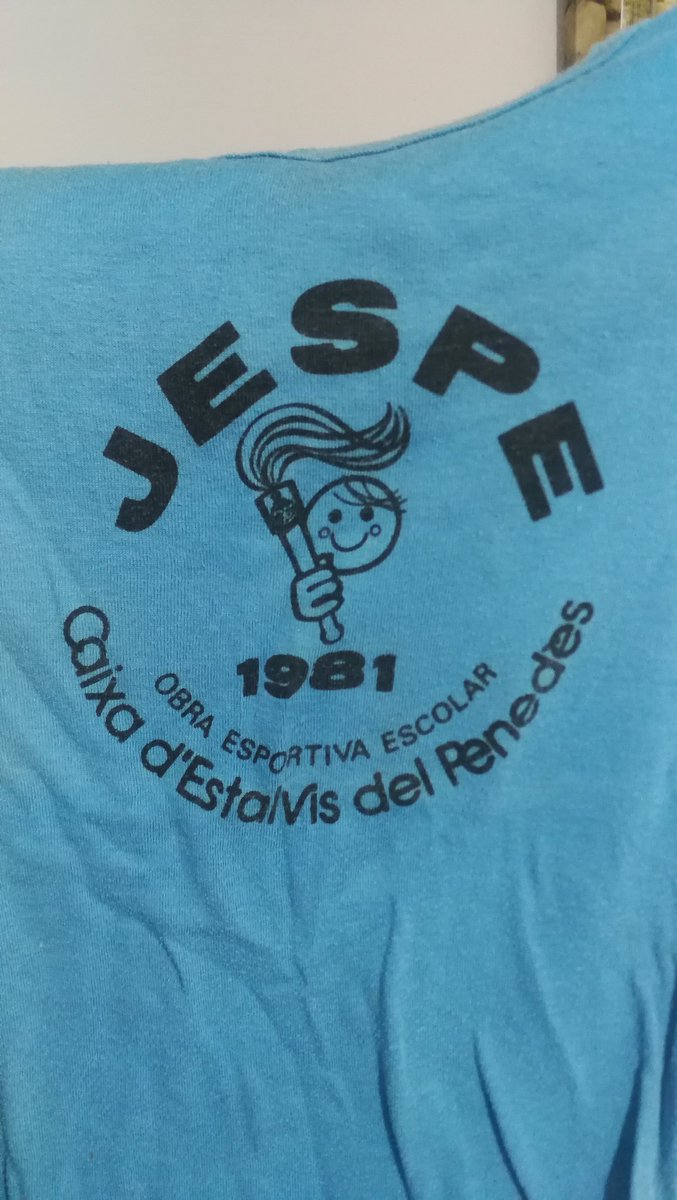 JESPE
1981
OBRA ESPORTIVA ESCOLAR
Caixa d'Estalvis del Penedès